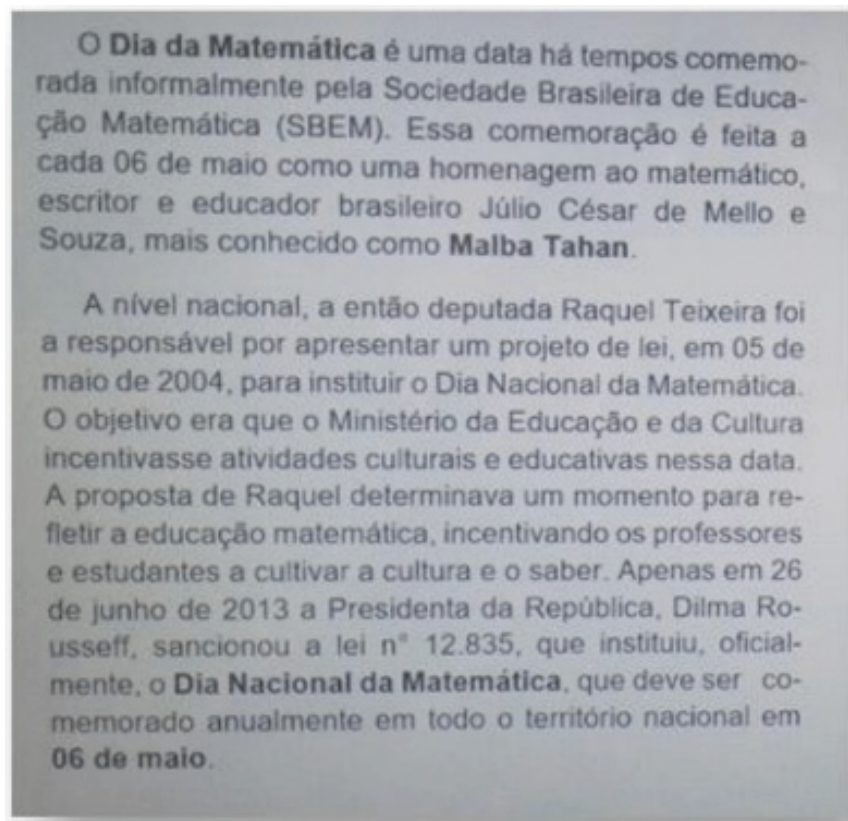 O Dia da Matemática é uma data há tempos comemo-
rada informalmente pela Sociedade Brasileira de Educa-
ção Matemática (SBEM). Essa comemoração é feita a
cada 06 de maio como uma homenagem ao matemático,
escritor e educador brasileiro Júlio César de Mello e
Souza, mais conhecido como Malba Tahan.
A nível nacional, a então deputada Raquel Teixeira foi
a responsável por apresentar um projeto de lei, em 05 de
maio de 2004, para instituir o Dia Nacional da Matemática.
O objetivo era que o Ministério da Educação e da Cultura
incentivasse atividades culturais e educativas nessa data.
A proposta de Raquel determinava um momento para re-
fletir a educação matemática, incentivando os professores
e estudantes a cultivar a cultura e o saber. Apenas em 26
de junho de 2013 a Presidenta da República, Dilma Ro-
usseff, sancionou a lei n° 12.835, que instituiu, oficial-
mente, o Dia Nacional da Matemática, que deve ser co-
memorado anualmente em todo o território nacional em
06 de maio.